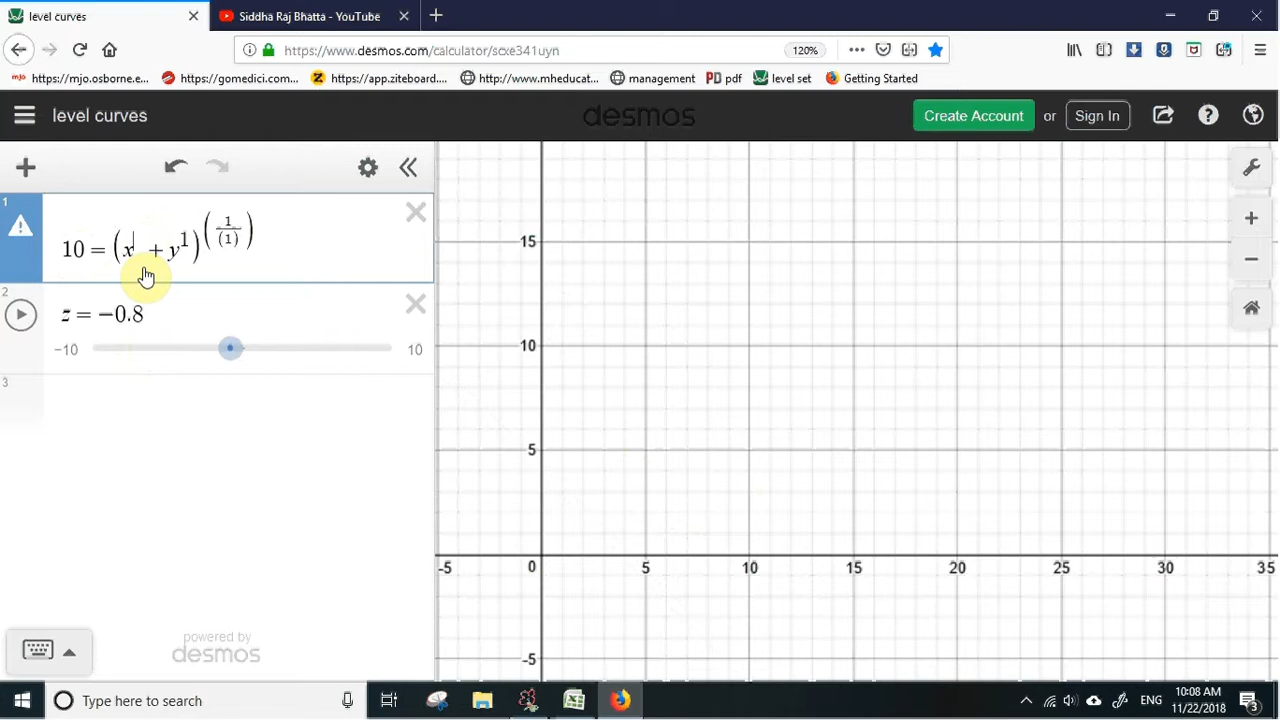 level curves
Siddha Raj Bhatta - YouTube
https://www.desmos.com/calculator/scxe341uyn
120%
mjo
https://mjo.osborne.e...
https://gomedici.com...
https://app.ziteboard....
http://www.mheducat...
management
PD pdf
level set
Getting Started
level curves
desmos
Create Account
or
Sign In
1
10 = (x + y^1)^(1/(1))
2
z = −0.8
-10
10
3
15
10
5
-5
0
5
10
15
20
25
30
35
-5
powered by
desmos
Type here to search
ENG
10:08 AM
11/22/2018
3